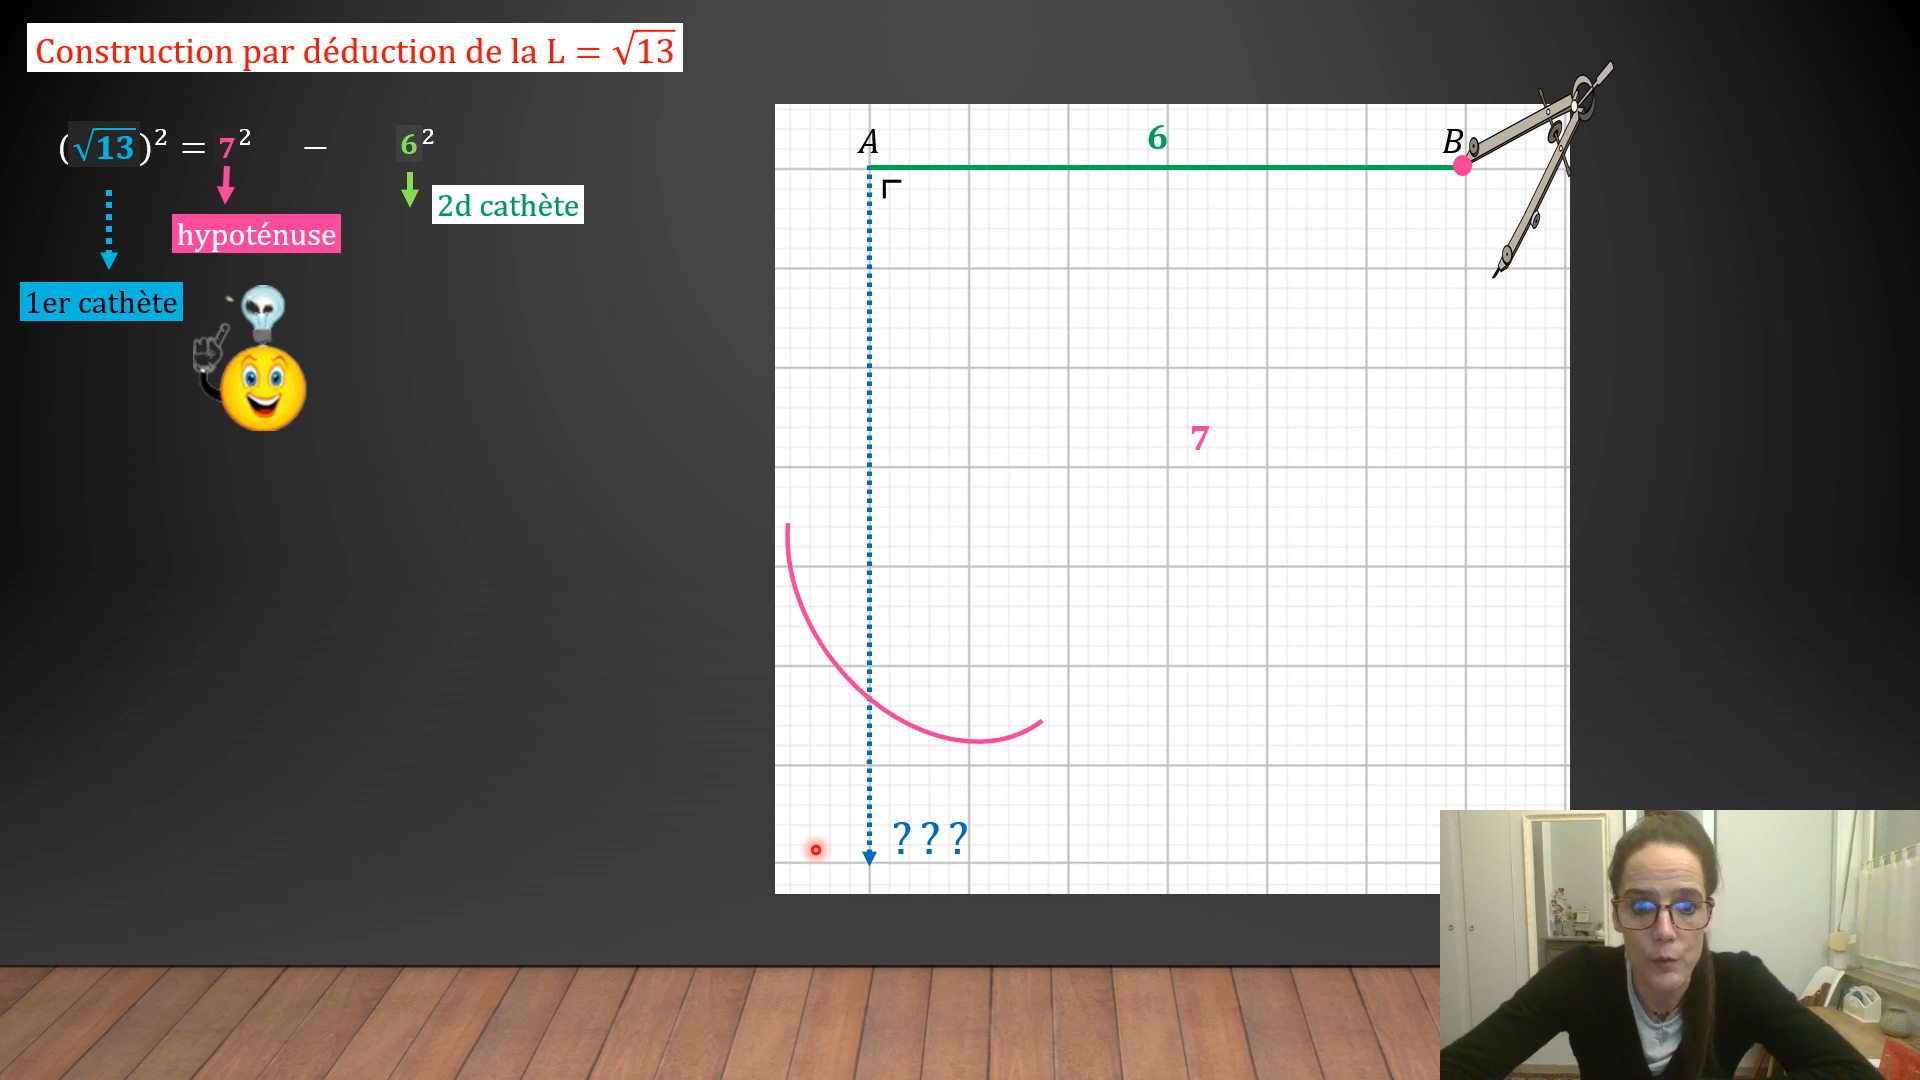 Construction par déduction de la L = √13
(√13)² = 7² − 6²
2d cathète
hypoténuse
1er cathète
A 6 B
7
? ? ?